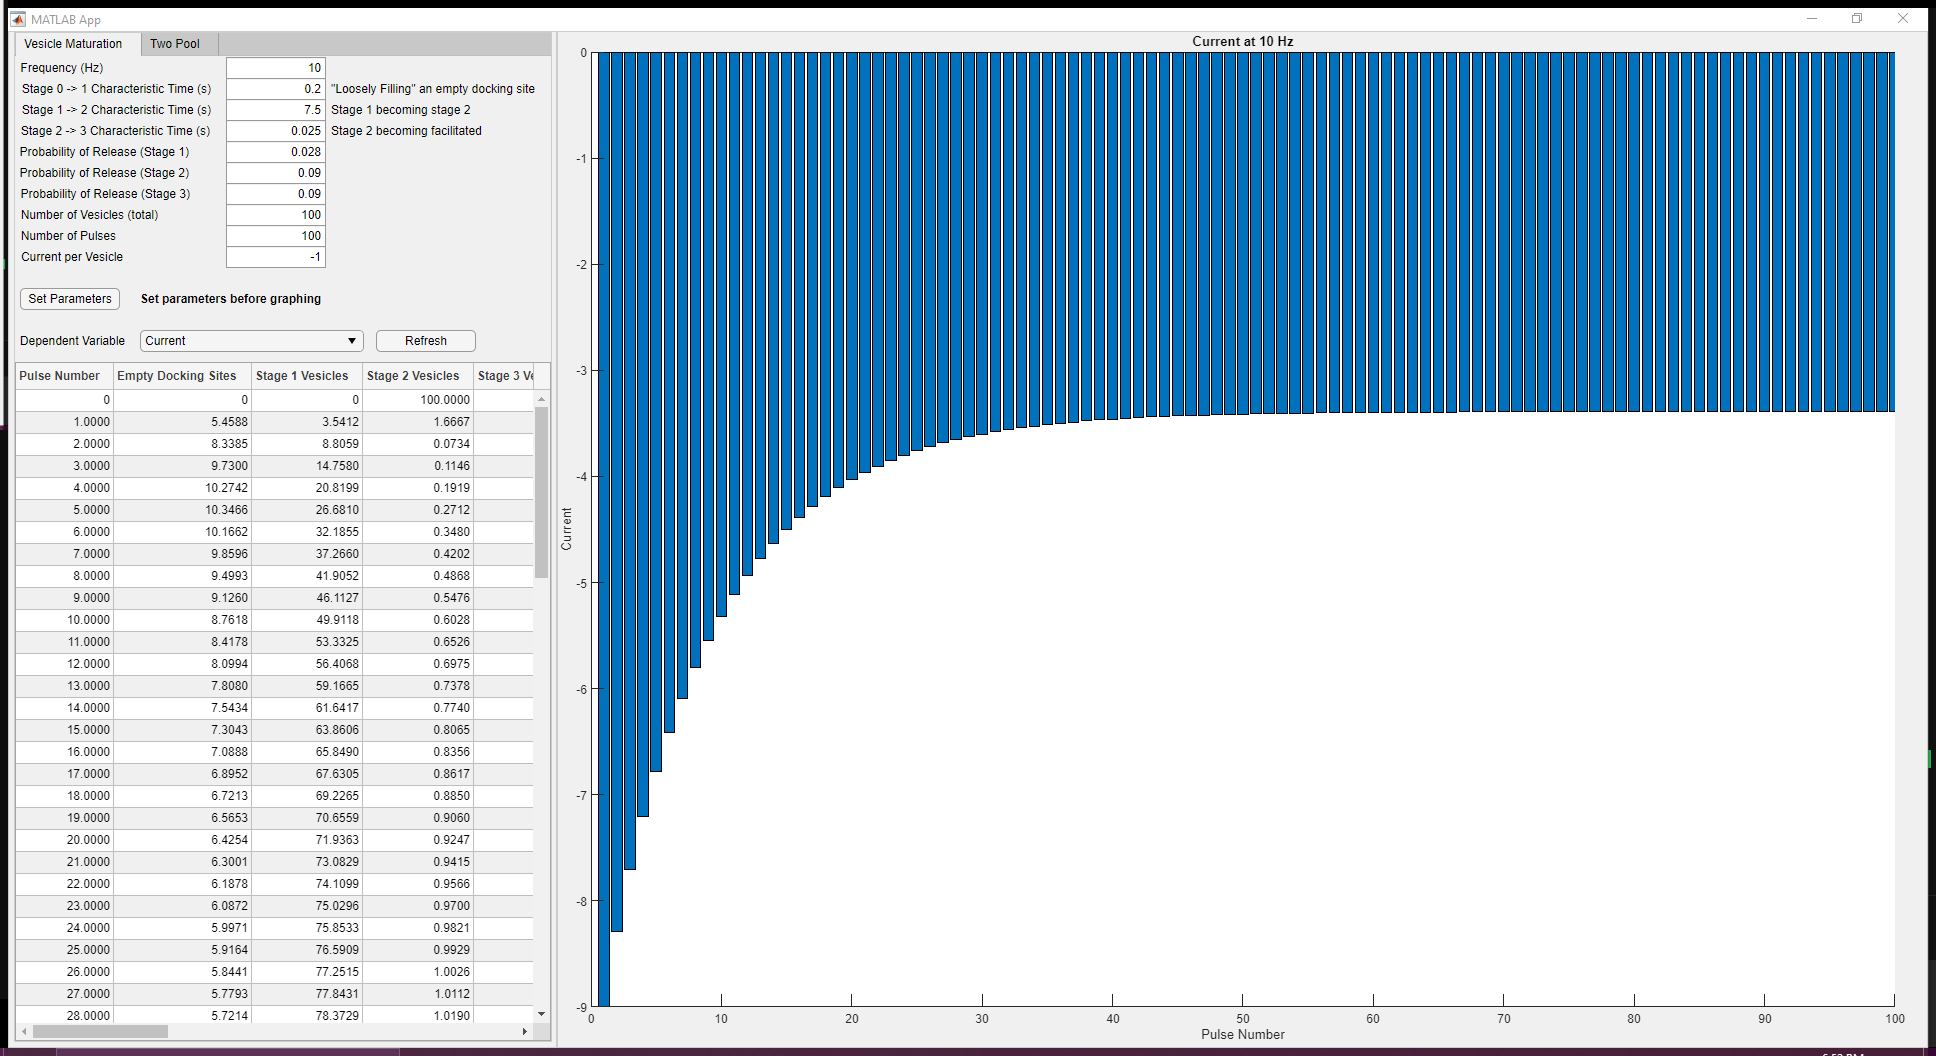 MATLAB App
Vesicle Maturation Two Pool
Frequency (Hz) 10
Stage 0 -> 1 Characteristic Time (s) 0.2 "Loosely Filling" an empty docking site
Stage 1 -> 2 Characteristic Time (s) 7.5 Stage 1 becoming stage 2
Stage 2 -> 3 Characteristic Time (s) 0.025 Stage 2 becoming facilitated
Probability of Release (Stage 1) 0.028
Probability of Release (Stage 2) 0.09
Probability of Release (Stage 3) 0.09
Number of Vesicles (total) 100
Number of Pulses 100
Current per Vesicle -1
Set Parameters Set parameters before graphing
Dependent Variable Current Refresh
Pulse Number Empty Docking Sites Stage 1 Vesicles Stage 2 Vesicles Stage 3 Ve
0 0 0 100.0000
1.0000 5.4588 3.5412 1.6667
2.0000 8.3385 8.8059 0.0734
3.0000 9.7300 14.7580 0.1146
4.0000 10.2742 20.8199 0.1919
5.0000 10.3466 26.6810 0.2712
6.0000 10.1662 32.1855 0.3480
7.0000 9.8596 37.2660 0.4202
8.0000 9.4993 41.9052 0.4868
9.0000 9.1260 46.1127 0.5476
10.0000 8.7618 49.9118 0.6028
11.0000 8.4178 53.3325 0.6526
12.0000 8.0994 56.4068 0.6975
13.0000 7.8080 59.1665 0.7378
14.0000 7.5434 61.6417 0.7740
15.0000 7.3043 63.8606 0.8065
16.0000 7.0888 65.8490 0.8356
17.0000 6.8952 67.6305 0.8617
18.0000 6.7213 69.2265 0.8850
19.0000 6.5653 70.6559 0.9060
20.0000 6.4254 71.9363 0.9247
21.0000 6.3001 73.0829 0.9415
22.0000 6.1878 74.1099 0.9566
23.0000 6.0872 75.0296 0.9700
24.0000 5.9971 75.8533 0.9821
25.0000 5.9164 76.5909 0.9929
26.0000 5.8441 77.2515 1.0026
27.0000 5.7793 77.8431 1.0112
28.0000 5.7214 78.3729 1.0190
Current at 10 Hz
0
-1
-2
-3
-4
-5
-6
-7
-8
-9
Current
0 10 20 30 40 50 60 70 80 90 100
Pulse Number